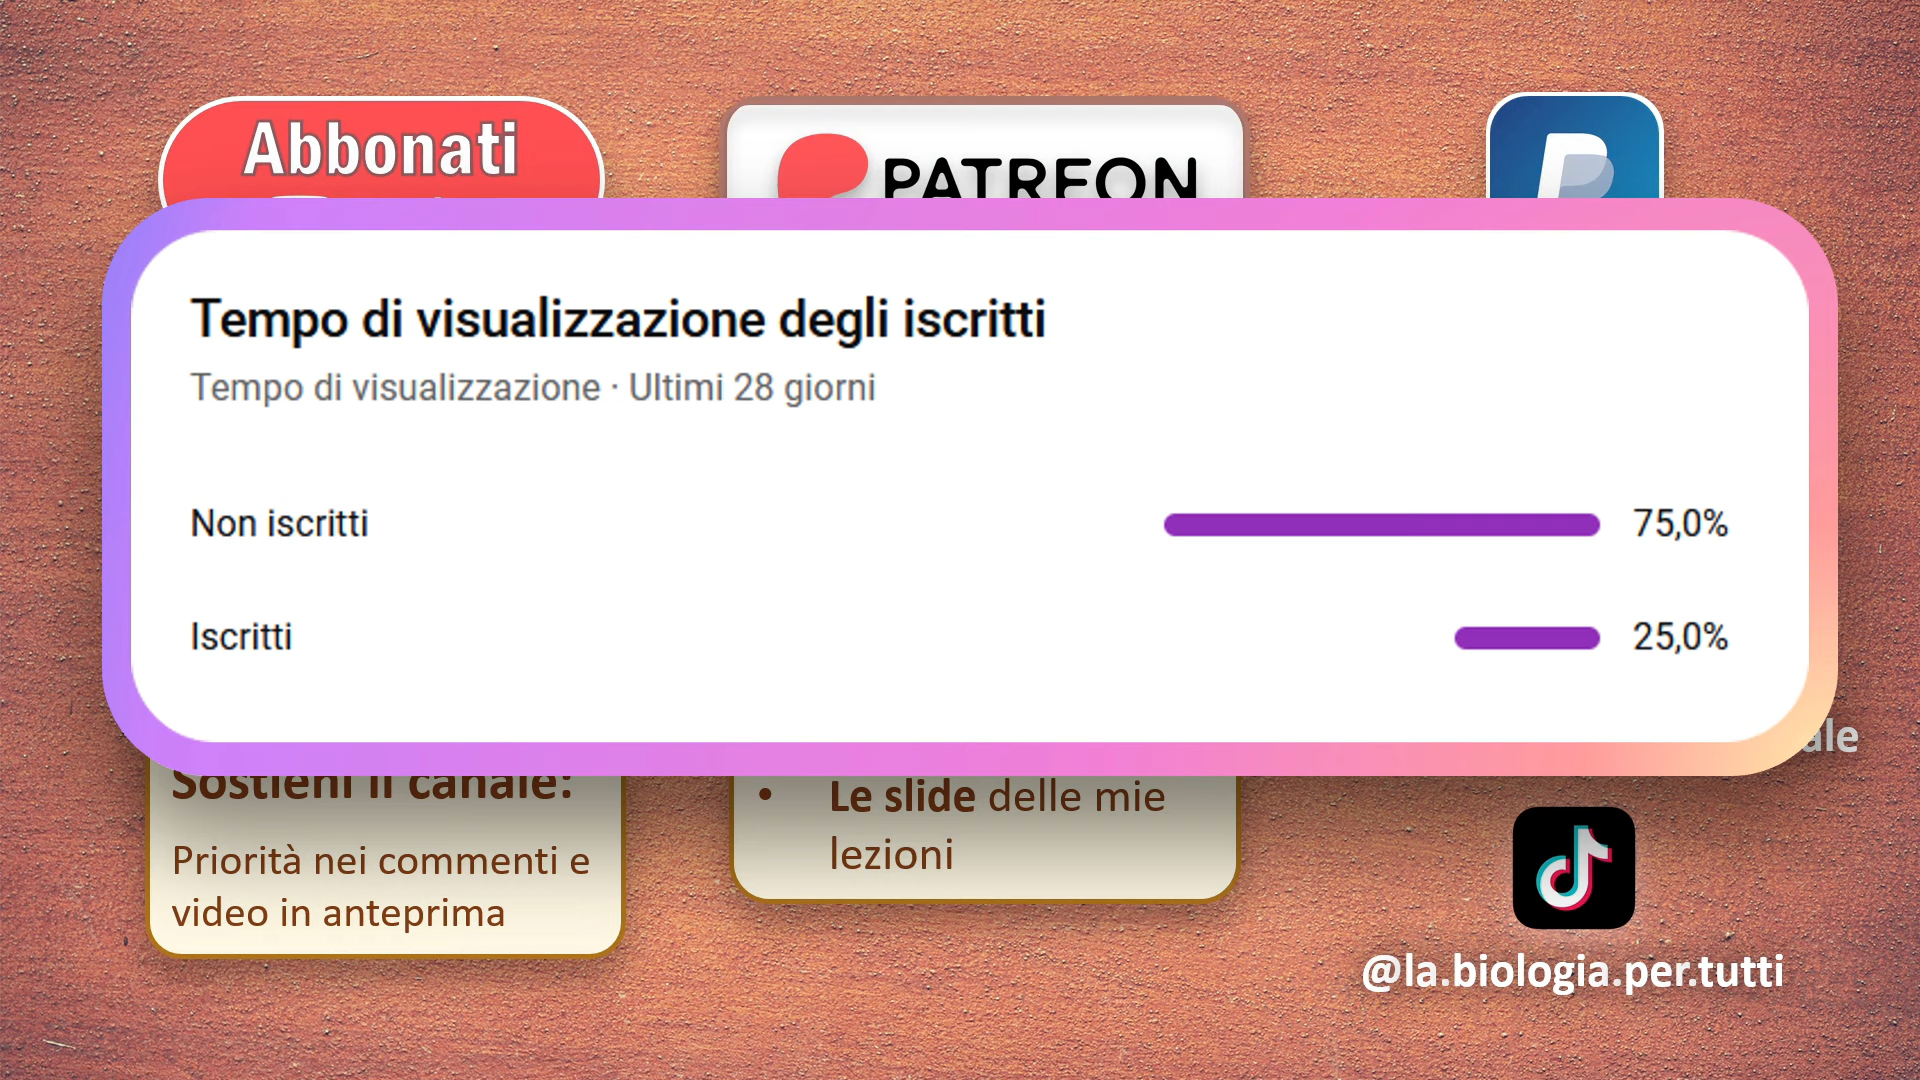 Abbonati
PATREON
Tempo di visualizzazione degli iscritti
Tempo di visualizzazione · Ultimi 28 giorni
Non iscritti
75,0%
Iscritti
25,0%
Sostieni il canale:
Priorità nei commenti e
video in anteprima
• Le slide delle mie
lezioni
@la.biologia.per.tutti